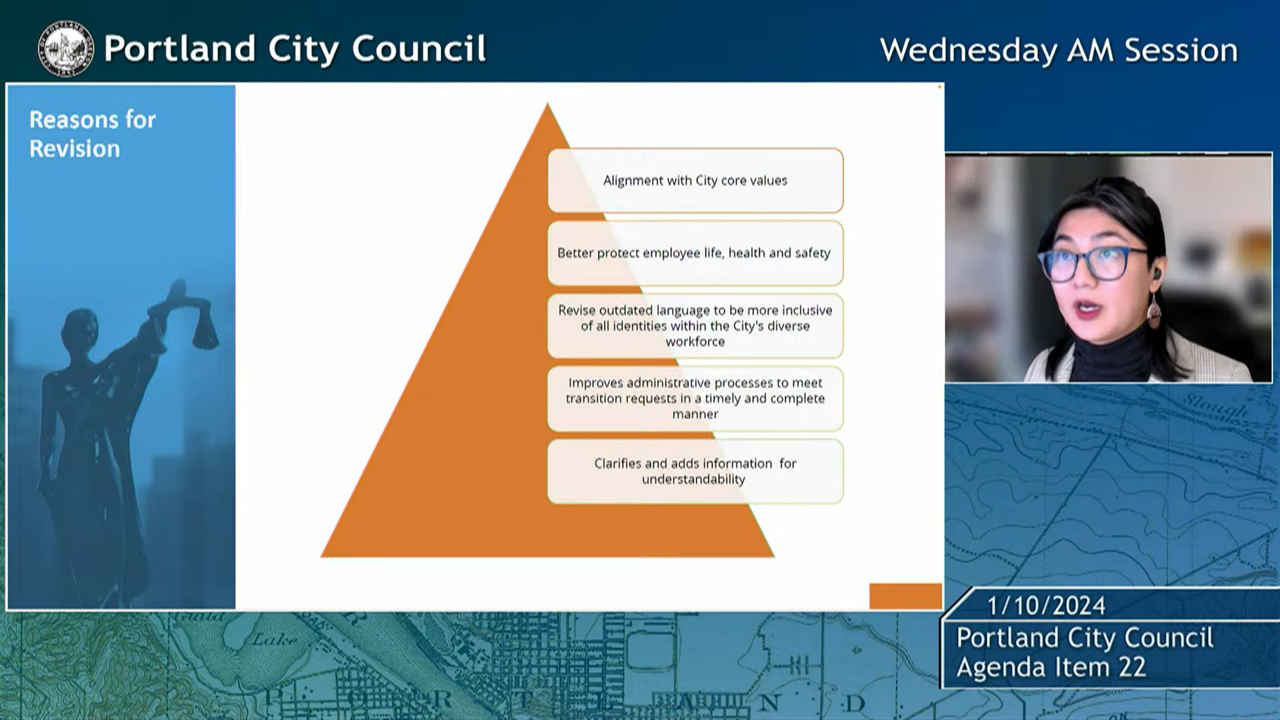 Portland City Council
Wednesday AM Session
Reasons for
Revision
Alignment with City core values
Better protect employee life, health and safety
Revise outdated language to be more inclusive
of all identities within the City's diverse
workforce
Improves administrative processes to meet
transition requests in a timely and complete
manner
Clarifies and adds information for
understandability
Slough
1/10/2024
Portland City Council
Agenda Item 22
Lake
R T L A N D